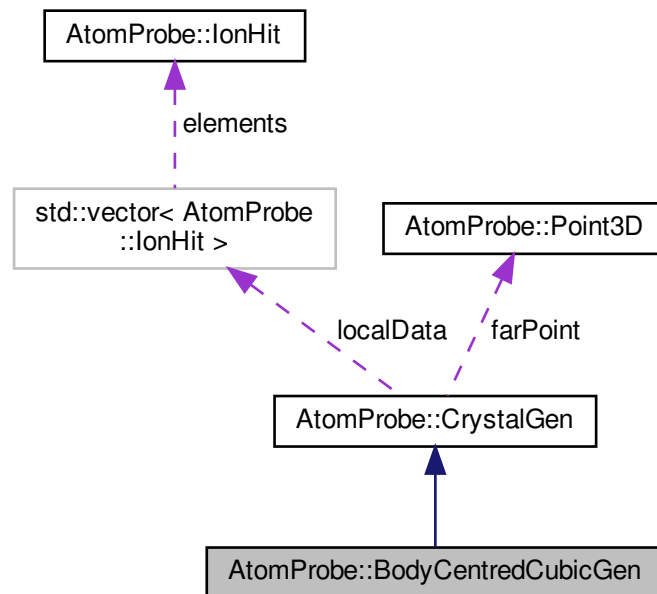 AtomProbe::IonHit
elements
std::vector< AtomProbe
::IonHit >
AtomProbe::Point3D
localData
farPoint
AtomProbe::CrystalGen
AtomProbe::BodyCentredCubicGen